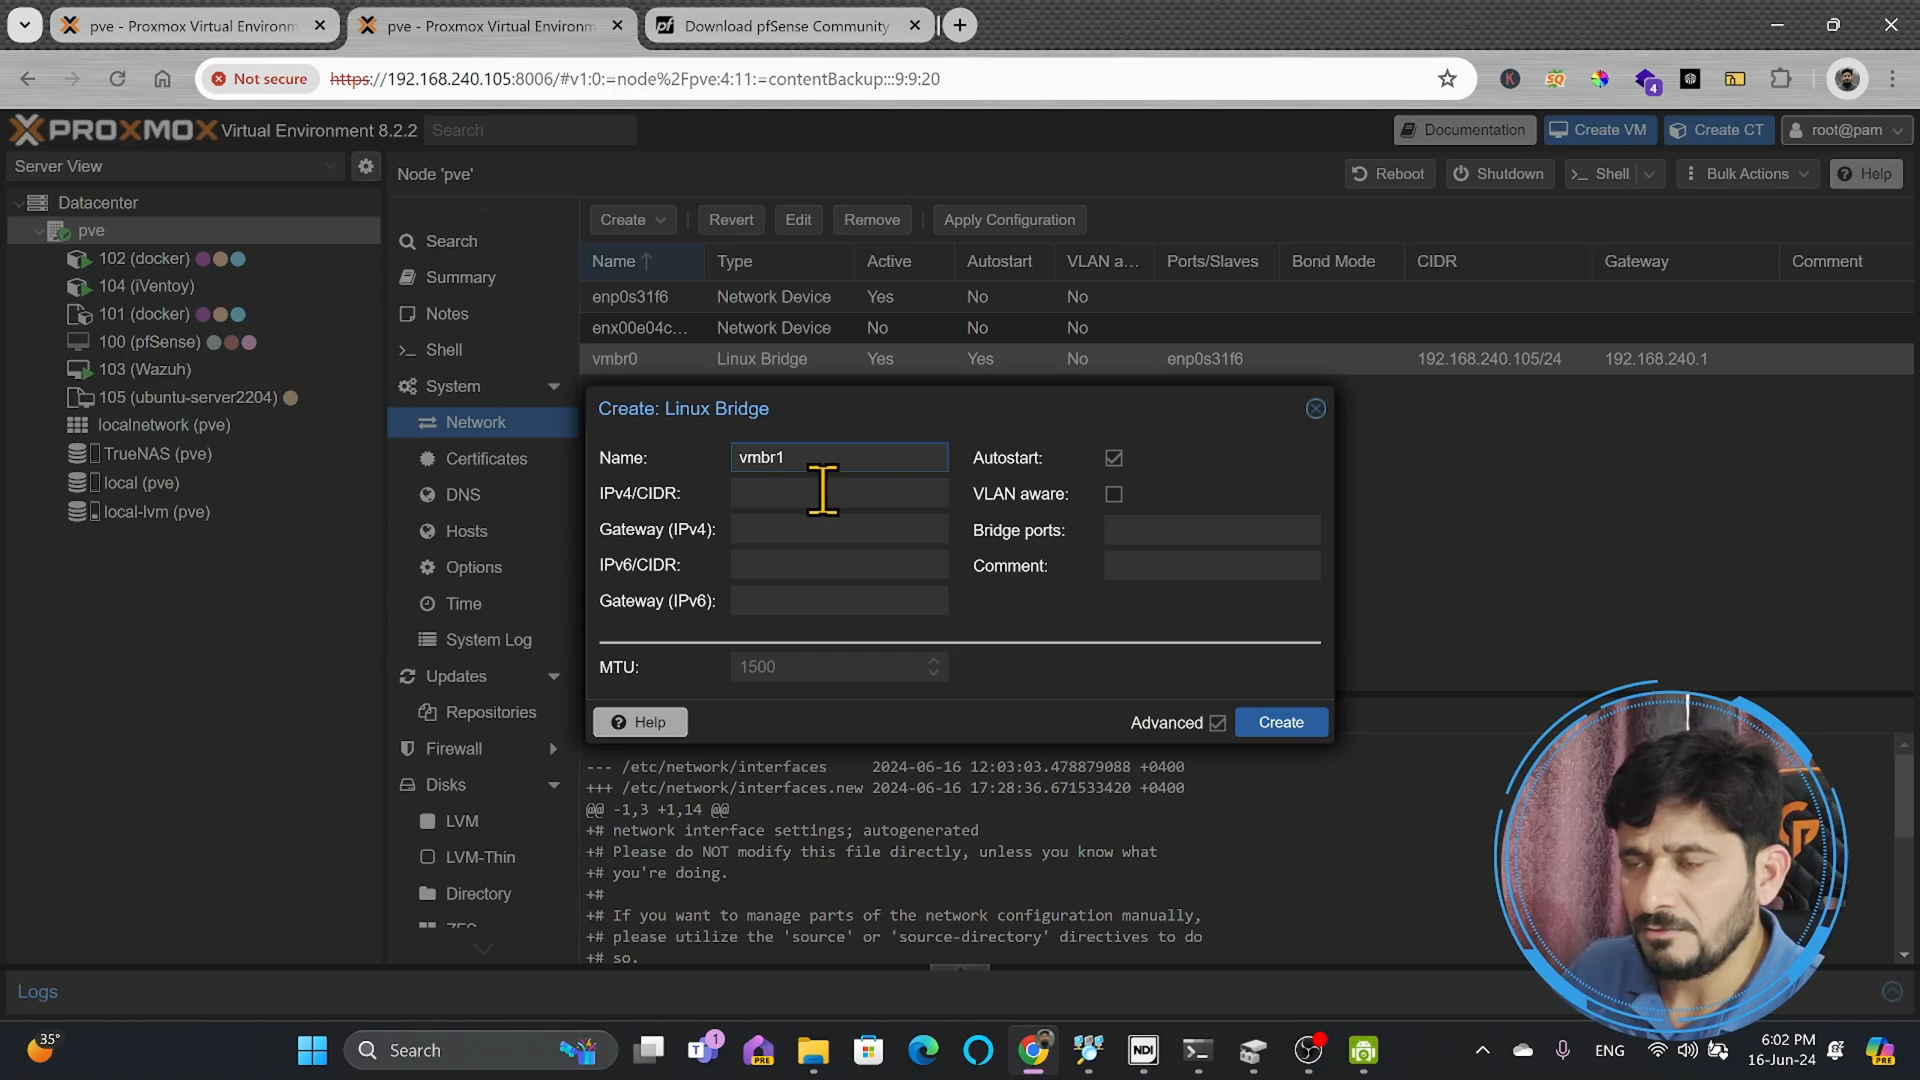 pve - Proxmox Virtual Environm
pve - Proxmox Virtual Environm
Download pfSense Community
Not secure
https://192.168.240.105:8006/#v1:0:=node%2Fpve:4:11:=contentBackup:::9:9:20
4
PROXMOX Virtual Environment 8.2.2
Search
Documentation
Create VM
Create CT
root@pam
Server View
Node 'pve'
Reboot
Shutdown
Shell
Bulk Actions
Help
Datacenter
pve
102 (docker)
104 (iVentoy)
101 (docker)
100 (pfSense)
103 (Wazuh)
105 (ubuntu-server2204)
localnetwork (pve)
TrueNAS (pve)
local (pve)
local-lvm (pve)
Search
Summary
Notes
Shell
System
Network
Certificates
DNS
Hosts
Options
Time
System Log
Updates
Repositories
Firewall
Disks
LVM
LVM-Thin
Directory
Create
Revert
Edit
Remove
Apply Configuration
Name Type Active Autostart VLAN a... Ports/Slaves Bond Mode CIDR Gateway Comment
enp0s31f6 Network Device Yes No No
enx00e04c... Network Device No No No
vmbr0 Linux Bridge Yes Yes No enp0s31f6 192.168.240.105/24 192.168.240.1
Create: Linux Bridge
Name: vmbr1
Autostart:
IPv4/CIDR:
VLAN aware:
Gateway (IPv4):
Bridge ports:
IPv6/CIDR:
Comment:
Gateway (IPv6):
MTU: 1500
Help
Advanced
Create
--- /etc/network/interfaces 2024-06-16 12:03:03.478879088 +0400
+++ /etc/network/interfaces.new 2024-06-16 17:28:36.671533420 +0400
@@ -1,3 +1,14 @@
+# network interface settings; autogenerated
+# Please do NOT modify this file directly, unless you know what
+# you're doing.
+#
+# If you want to manage parts of the network configuration manually,
+# please utilize the 'source' or 'source-directory' directives to do
+# so.
Logs
35°
Search
1
PRE
NDI
ENG
6:02 PM
16-Jun-24
PRE